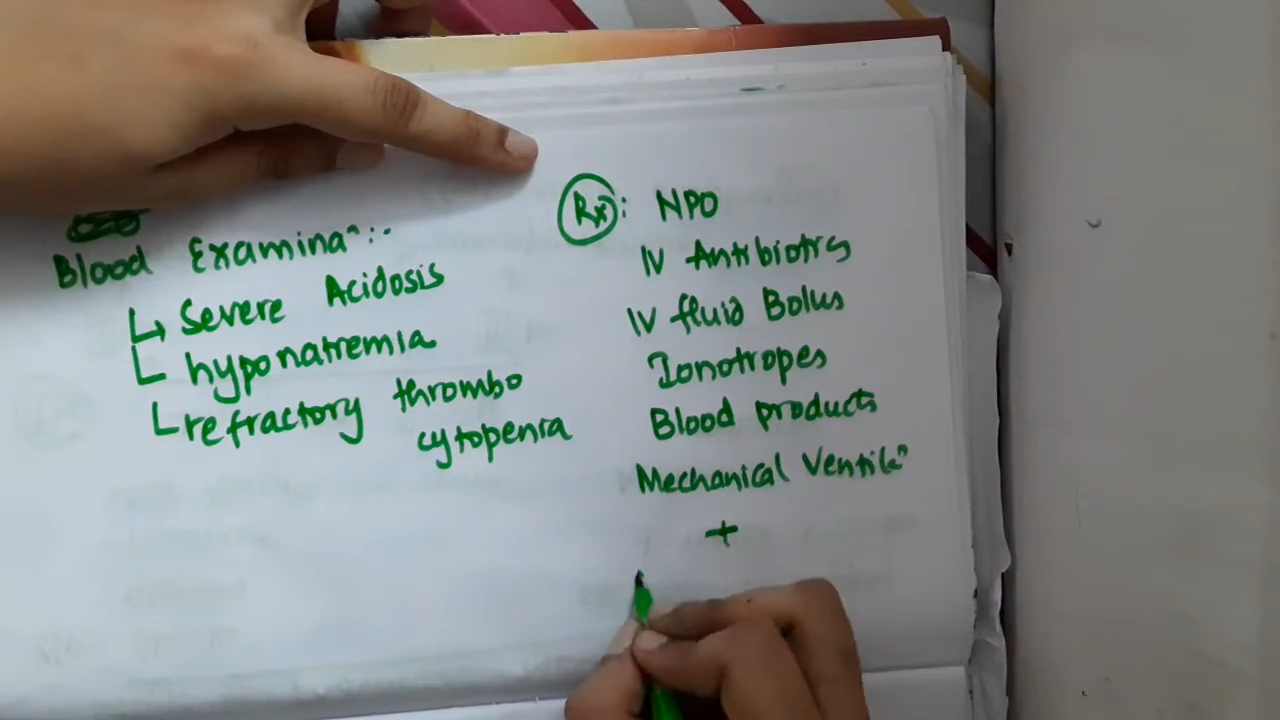 Blood Examinaⁿ:-
↳ Severe Acidosis
↳ hyponatremia
↳ refractory thrombo
cytopenia
Rx: NPO
IV Antibiotics
IV fluid Bolus
Ionotropes
Blood products
Mechanical Ventilaⁿ
+